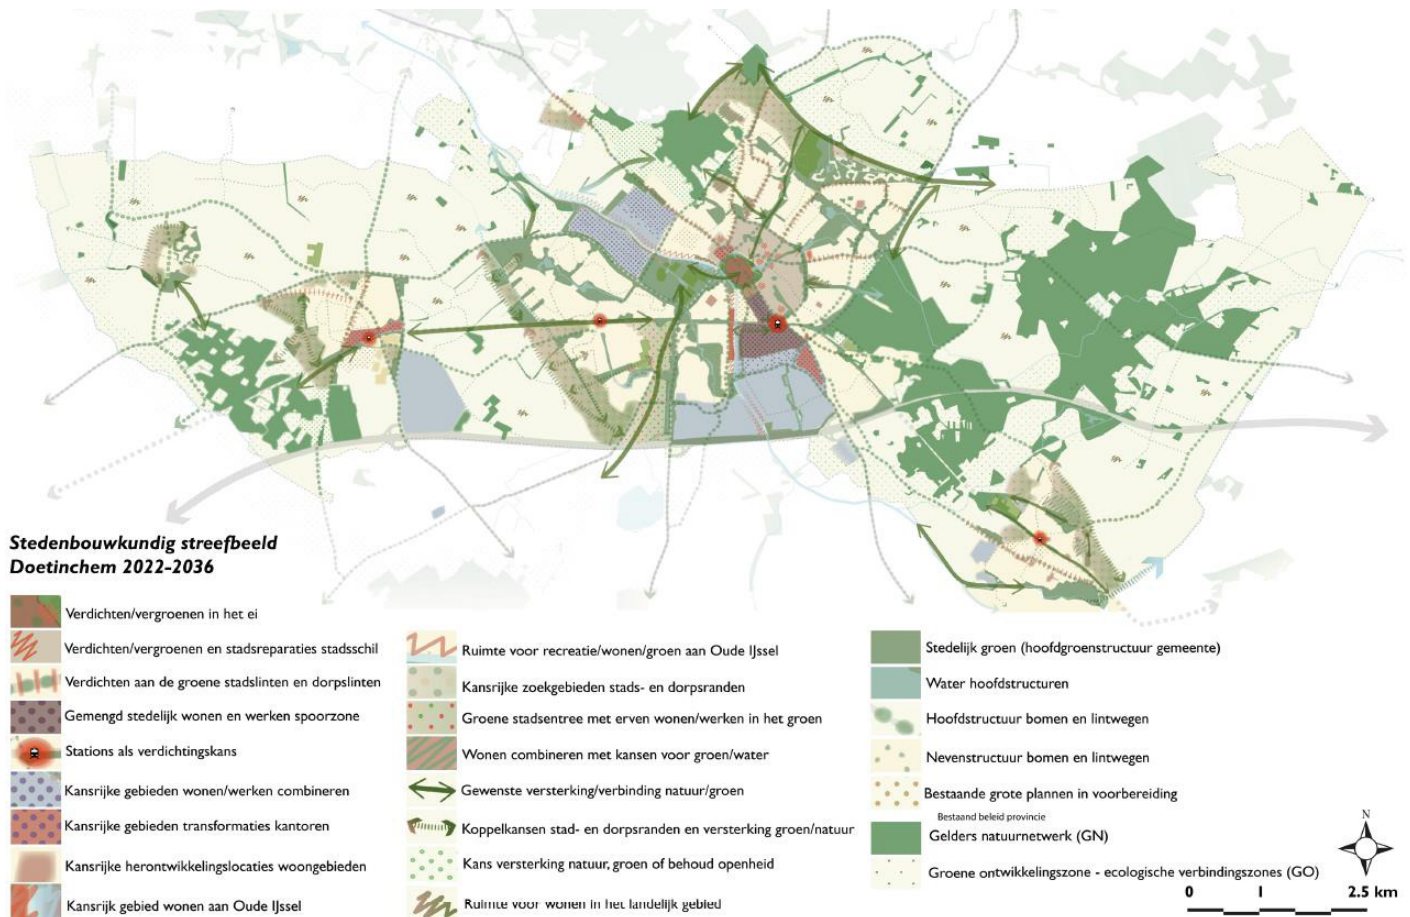 Stedenbouwkundig streefbeeld
Doetinchem 2022-2036
Verdichten/vergroenen in het ei
Verdichten/vergroenen en stadsreparaties stadsschil
Verdichten aan de groene stadslinten en dorpslinten
Gemengd stedelijk wonen en werken spoorzone
Stations als verdichtingskans
Kansrijke gebieden wonen/werken combineren
Kansrijke gebieden transformaties kantoren
Kansrijke herontwikkelingslocaties woongebieden
Kansrijk gebied wonen aan Oude IJssel
Ruimte voor recreatie/wonen/groen aan Oude IJssel
Kansrijke zoekgebieden stads- en dorpsranden
Groene stadsentree met erven wonen/werken in het groen
Wonen combineren met kansen voor groen/water
Gewenste versterking/verbinding natuur/groen
Koppelkansen stad- en dorpsranden en versterking groen/natuur
Kans versterking natuur, groen of behoud openheid
Ruimte voor wonen in het landelijk gebied
Stedelijk groen (hoofdgroenstructuur gemeente)
Water hoofdstructuren
Hoofdstructuur bomen en lintwegen
Nevenstructuur bomen en lintwegen
Bestaande grote plannen in voorbereiding
Bestaand beleid provincie
Gelders natuurnetwerk (GN)
Groene ontwikkelingszone - ecologische verbindingszones (GO)
N
0 1 2.5 km